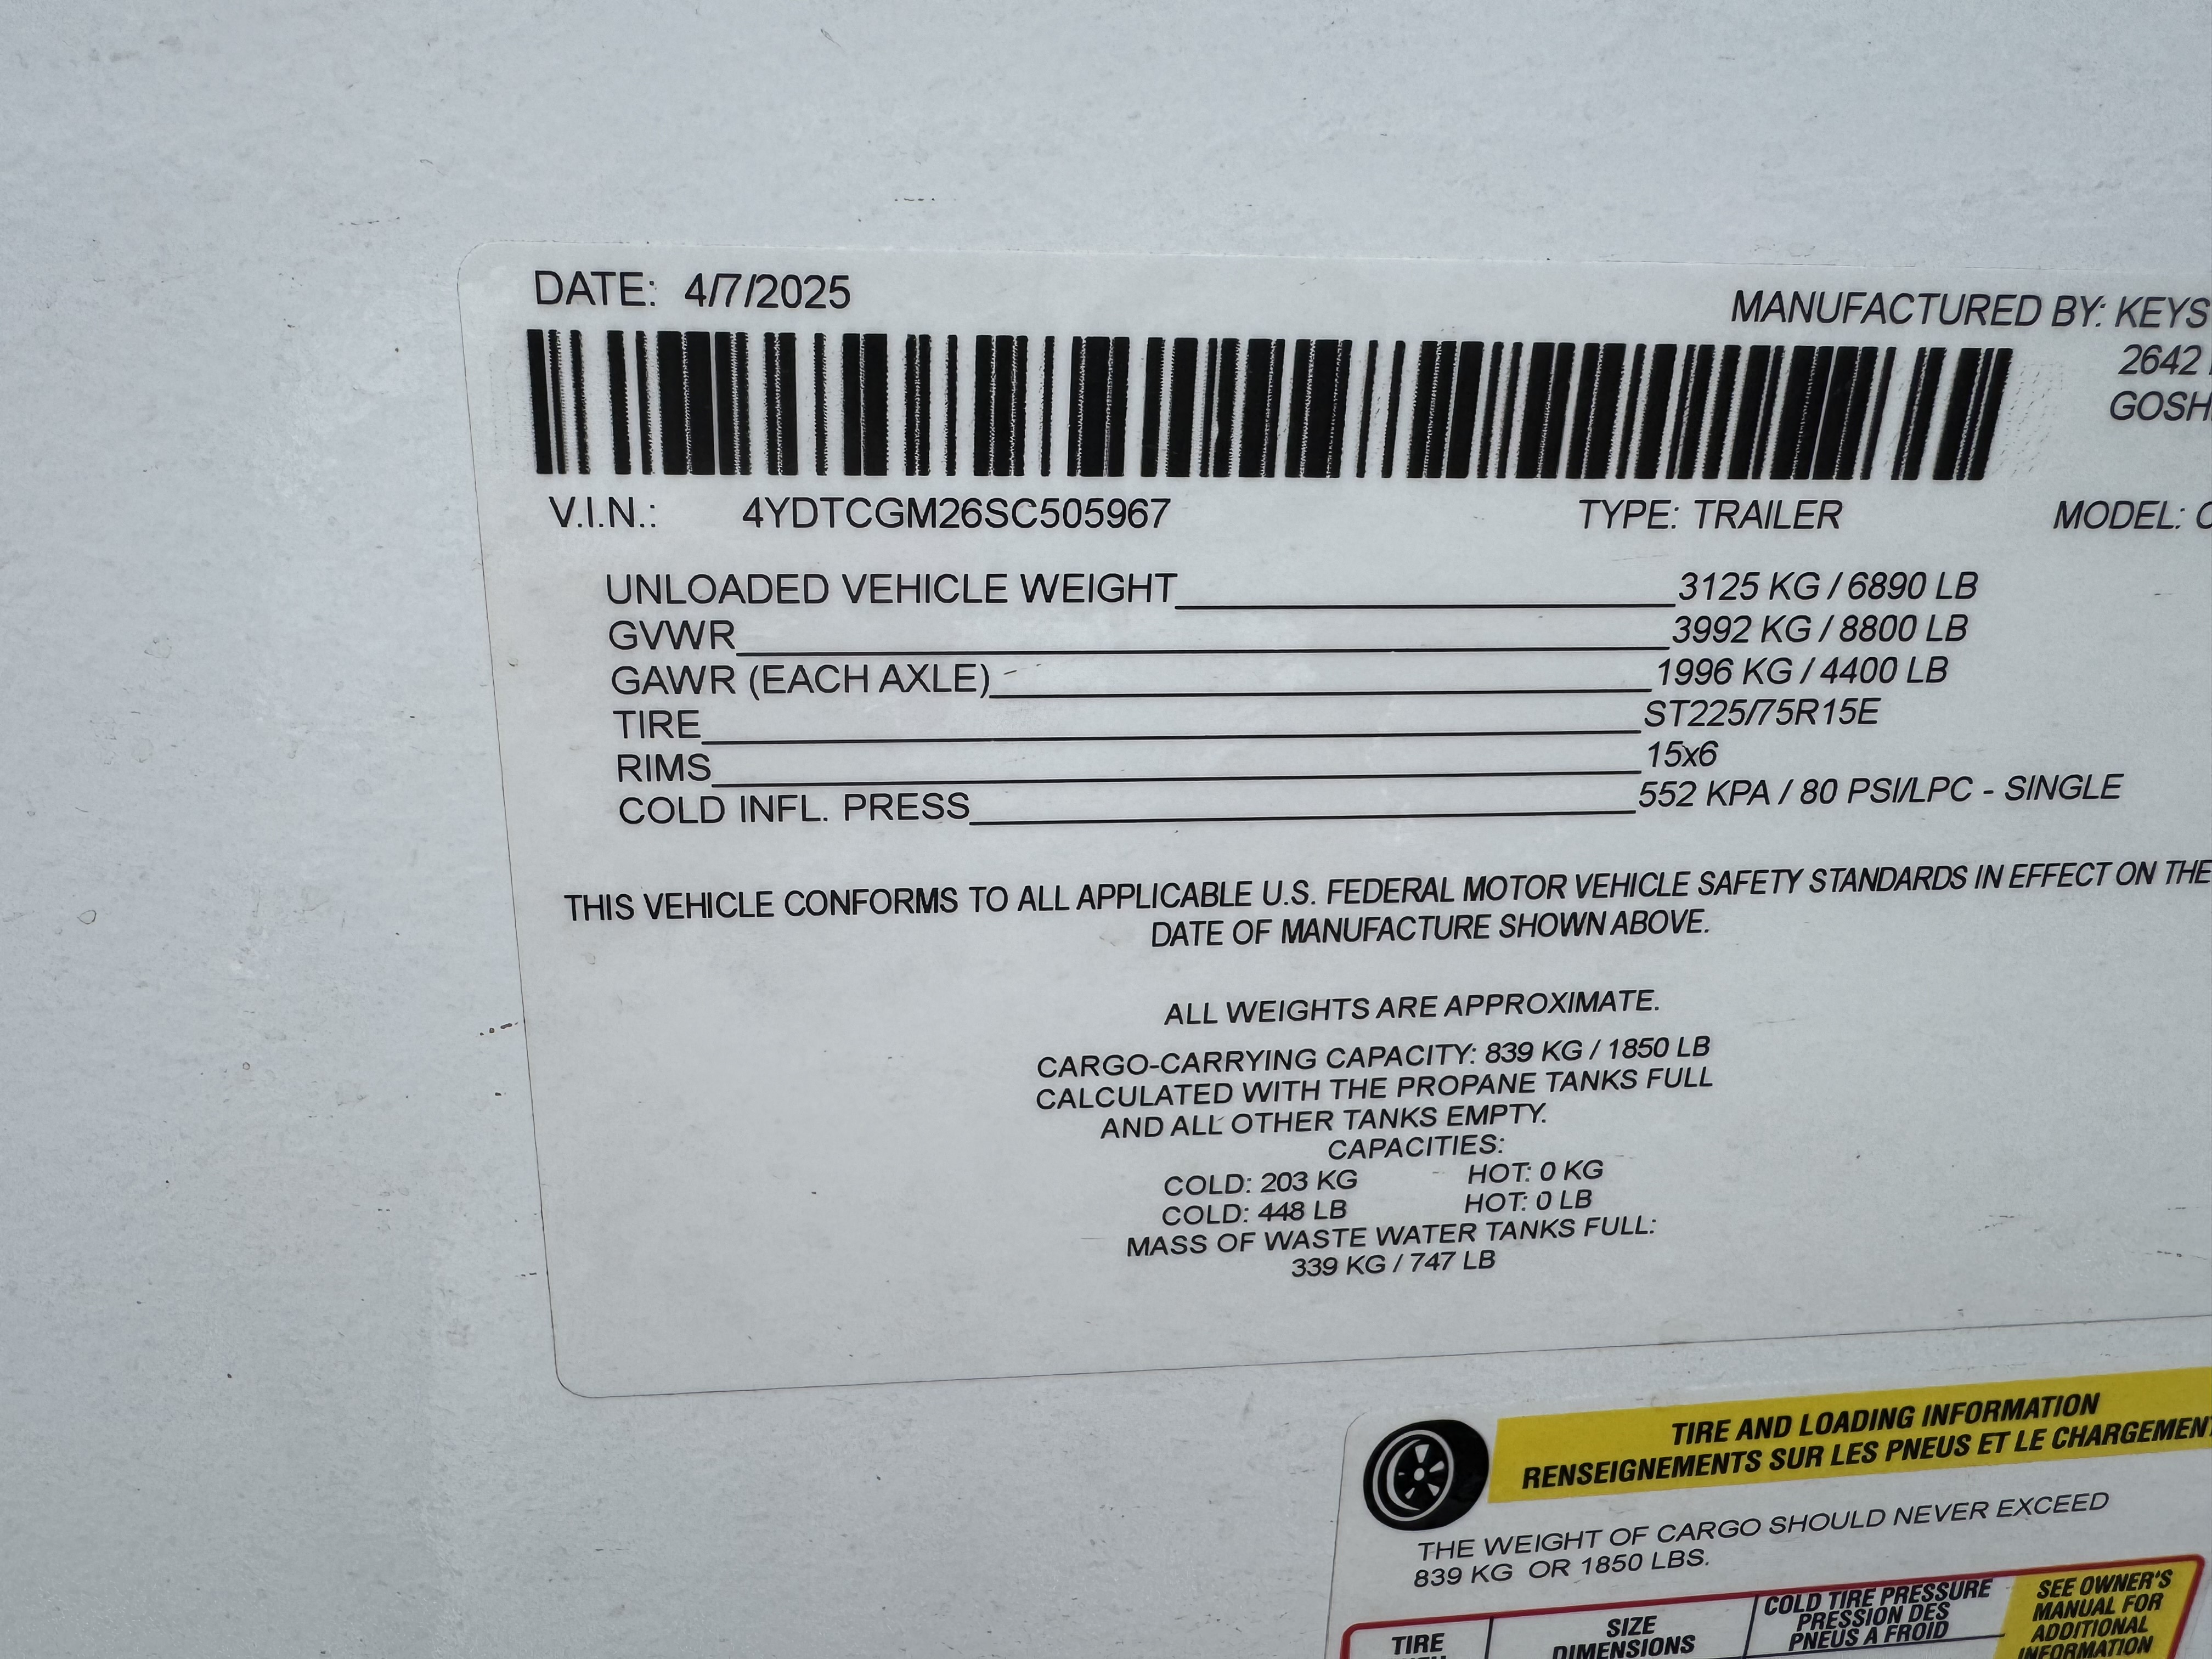 DATE: 4/7/2025
MANUFACTURED BY: KEYS
2642
GOSH
V.I.N.: 4YDTCGM26SC505967 TYPE: TRAILER MODEL: C
UNLOADED VEHICLE WEIGHT 3125 KG / 6890 LB
GVWR 3992 KG / 8800 LB
GAWR (EACH AXLE) 1996 KG / 4400 LB
TIRE ST225/75R15E
RIMS 15x6
COLD INFL. PRESS 552 KPA / 80 PSI/LPC - SINGLE
THIS VEHICLE CONFORMS TO ALL APPLICABLE U.S. FEDERAL MOTOR VEHICLE SAFETY STANDARDS IN EFFECT ON THE
DATE OF MANUFACTURE SHOWN ABOVE.
ALL WEIGHTS ARE APPROXIMATE.
CARGO-CARRYING CAPACITY: 839 KG / 1850 LB
CALCULATED WITH THE PROPANE TANKS FULL
AND ALL OTHER TANKS EMPTY.
CAPACITIES:
COLD: 203 KG HOT: 0 KG
COLD: 448 LB HOT: 0 LB
MASS OF WASTE WATER TANKS FULL:
339 KG / 747 LB
TIRE AND LOADING INFORMATION
RENSEIGNEMENTS SUR LES PNEUS ET LE CHARGEMENT
THE WEIGHT OF CARGO SHOULD NEVER EXCEED
839 KG OR 1850 LBS.
TIRE
SIZE
DIMENSIONS
COLD TIRE PRESSURE
PRESSION DES
PNEUS A FROID
SEE OWNER'S
MANUAL FOR
ADDITIONAL
INFORMATION